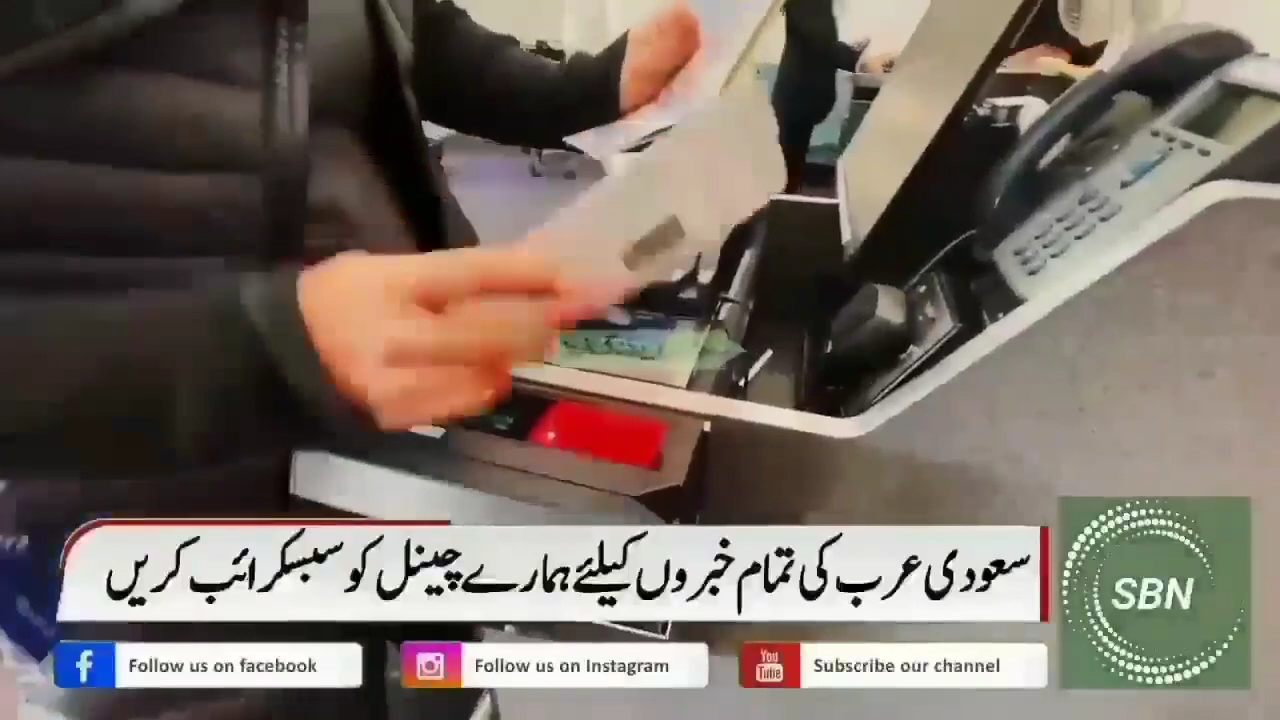 سعودی عرب کی تمام خبروں کیلئے ہمارے چینل کو سبسکرائب کریں
SBN
Follow us on facebook
Follow us on Instagram
You Tube
Subscribe our channel